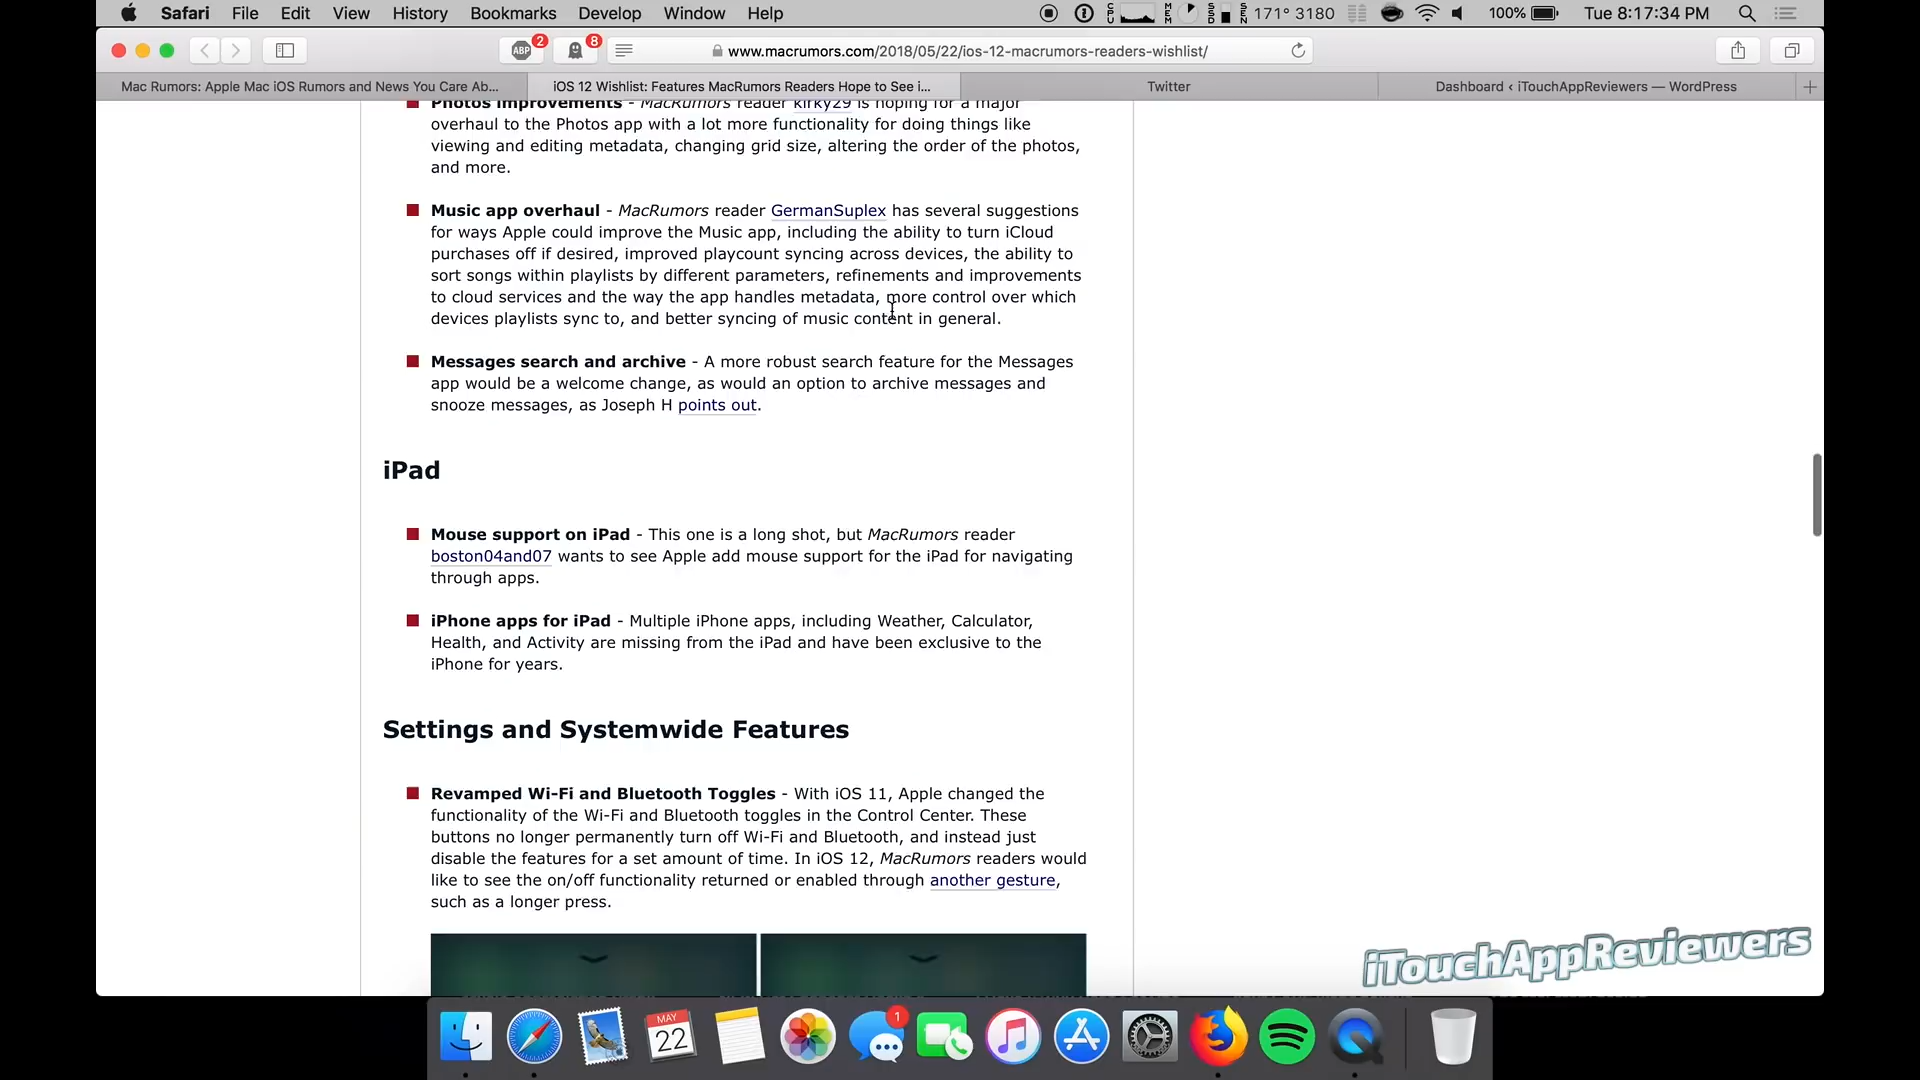 Safari File Edit View History Bookmarks Develop Window Help 171° 3180 100% Tue 8:17:34 PM
ABP 2 8 www.macrumors.com/2018/05/22/ios-12-macrumors-readers-wishlist/
Mac Rumors: Apple Mac iOS Rumors and News You Care Ab... iOS 12 Wishlist: Features MacRumors Readers Hope to See i... Twitter Dashboard ‹ iTouchAppReviewers — WordPress
Photos improvements - MacRumors reader kirky29 is hoping for a major
overhaul to the Photos app with a lot more functionality for doing things like
viewing and editing metadata, changing grid size, altering the order of the photos,
and more.
Music app overhaul - MacRumors reader GermanSuplex has several suggestions
for ways Apple could improve the Music app, including the ability to turn iCloud
purchases off if desired, improved playcount syncing across devices, the ability to
sort songs within playlists by different parameters, refinements and improvements
to cloud services and the way the app handles metadata, more control over which
devices playlists sync to, and better syncing of music content in general.
Messages search and archive - A more robust search feature for the Messages
app would be a welcome change, as would an option to archive messages and
snooze messages, as Joseph H points out.
iPad
Mouse support on iPad - This one is a long shot, but MacRumors reader
boston04and07 wants to see Apple add mouse support for the iPad for navigating
through apps.
iPhone apps for iPad - Multiple iPhone apps, including Weather, Calculator,
Health, and Activity are missing from the iPad and have been exclusive to the
iPhone for years.
Settings and Systemwide Features
Revamped Wi-Fi and Bluetooth Toggles - With iOS 11, Apple changed the
functionality of the Wi-Fi and Bluetooth toggles in the Control Center. These
buttons no longer permanently turn off Wi-Fi and Bluetooth, and instead just
disable the features for a set amount of time. In iOS 12, MacRumors readers would
like to see the on/off functionality returned or enabled through another gesture,
such as a longer press.
iTouchAppReviewers
MAY
22
1